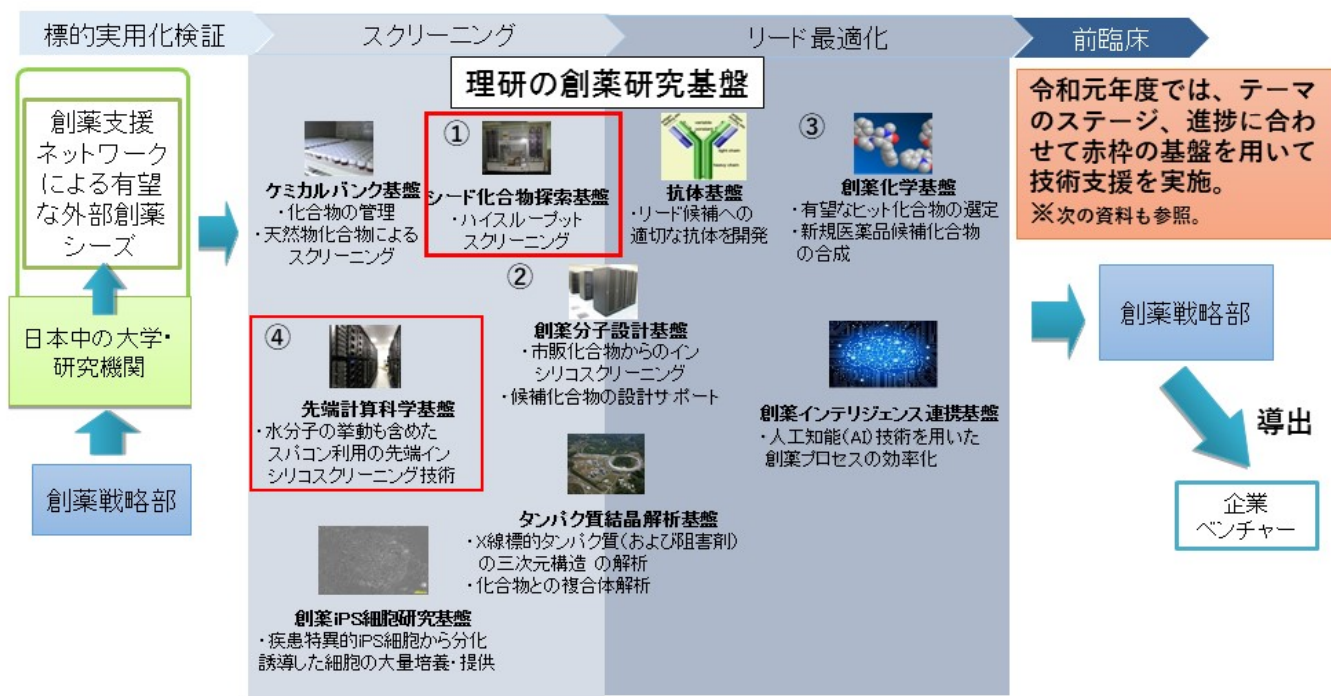 標的実用化検証
スクリーニング
リード最適化
前臨床
理研の創薬研究基盤
創薬支援
ネットワーク
による有望
な外部創薬
シーズ
日本中の大学・
研究機関
創薬戦略部
ケミカルバンク基盤
・化合物の管理
・天然物化合物による
スクリーニング
①
シード化合物探索基盤
・ハイスループット
スクリーニング
抗体基盤
・リード候補への
適切な抗体を開発
③
創薬化学基盤
・有望なヒット化合物の選定
・新規医薬品候補化合物
の合成
②
創薬分子設計基盤
・市販化合物からのイン
シリコスクリーニング
・候補化合物の設計サポート
④
先端計算科学基盤
・水分子の挙動も含めた
スパコン利用の先端イン
シリコスクリーニング技術
創薬インテリジェンス連携基盤
・人工知能(AI)技術を用いた
創薬プロセスの効率化
タンパク質結晶解析基盤
・X線標的タンパク質(および阻害剤)
の三次元構造 の解析
・化合物との複合体解析
創薬iPS細胞研究基盤
・疾患特異的iPS細胞から分化
誘導した細胞の大量培養・提供
令和元年度では、テーマ
のステージ、進捗に合わ
せて赤枠の基盤を用いて
技術支援を実施。
※次の資料も参照。
創薬戦略部
導出
企業
ベンチャー